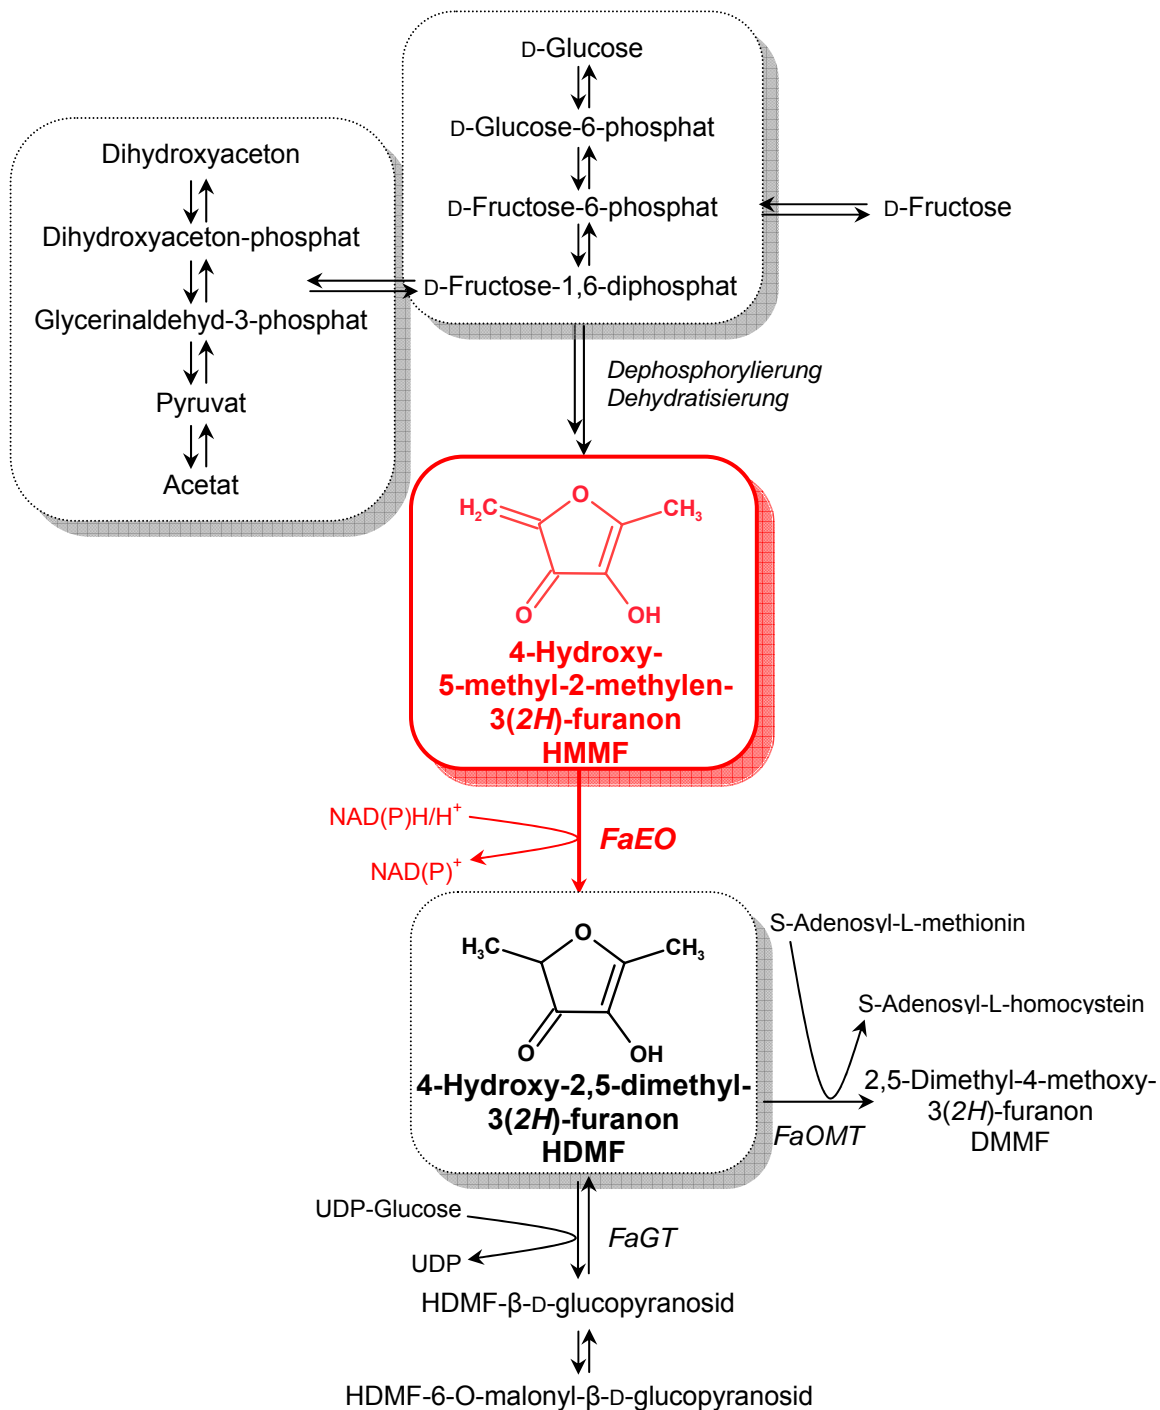 D-Glucose
D-Glucose-6-phosphat
D-Fructose-6-phosphat
D-Fructose-1,6-diphosphat
D-Fructose
Dihydroxyaceton
Dihydroxyaceton-phosphat
Glycerinaldehyd-3-phosphat
Pyruvat
Acetat
Dephosphorylierung
Dehydratisierung
O
H₂C
CH₃
O
OH
4-Hydroxy-
5-methyl-2-methylen-
3(2H)-furanon
HMMF
NAD(P)H/H⁺
FaEO
NAD(P)⁺
O
H₃C
CH₃
O
OH
4-Hydroxy-2,5-dimethyl-
3(2H)-furanon
HDMF
S-Adenosyl-L-methionin
S-Adenosyl-L-homocystein
2,5-Dimethyl-4-methoxy-
3(2H)-furanon
DMMF
FaOMT
UDP-Glucose
FaGT
UDP
HDMF-β-D-glucopyranosid
HDMF-6-O-malonyl-β-D-glucopyranosid